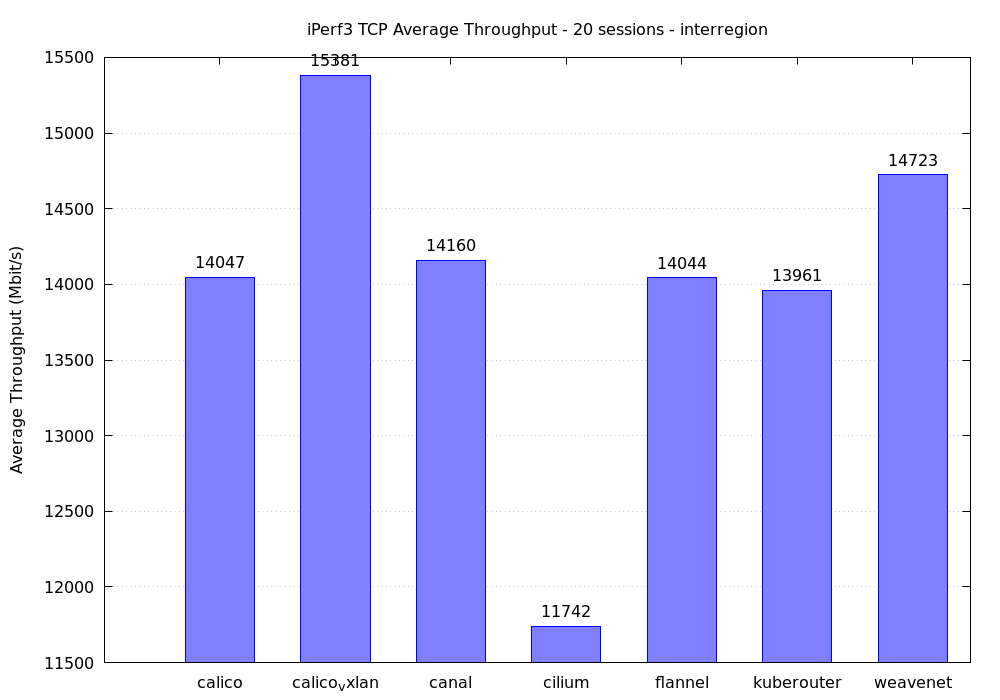 iPerf3 TCP Average Throughput - 20 sessions - interregion
Average Throughput (Mbit/s)
15500
15000
14500
14000
13500
13000
12500
12000
11500
14047
15381
14160
11742
14044
13961
14723
calico
calicovxlan
canal
cilium
flannel
kuberouter
weavenet